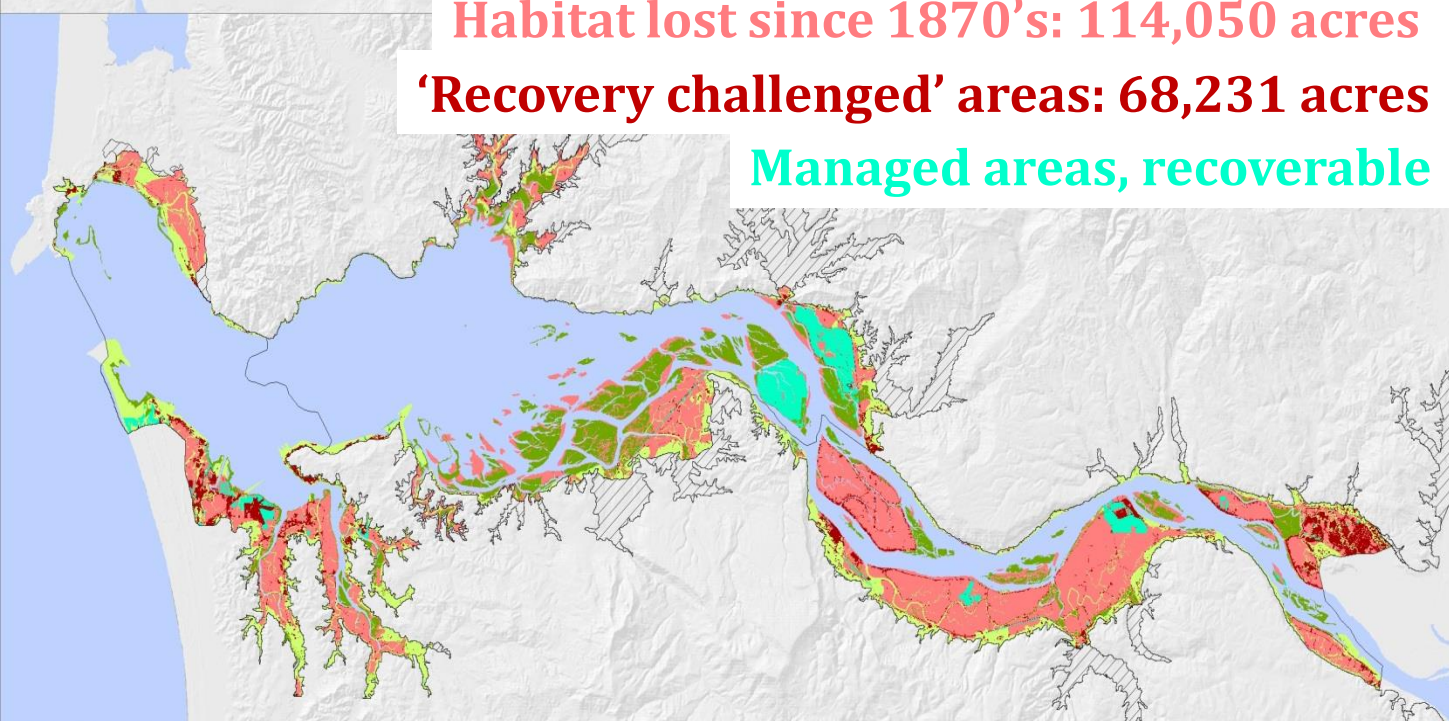 Habitat lost since 1870’s: 114,050 acres
‘Recovery challenged’ areas: 68,231 acres
Managed areas, recoverable